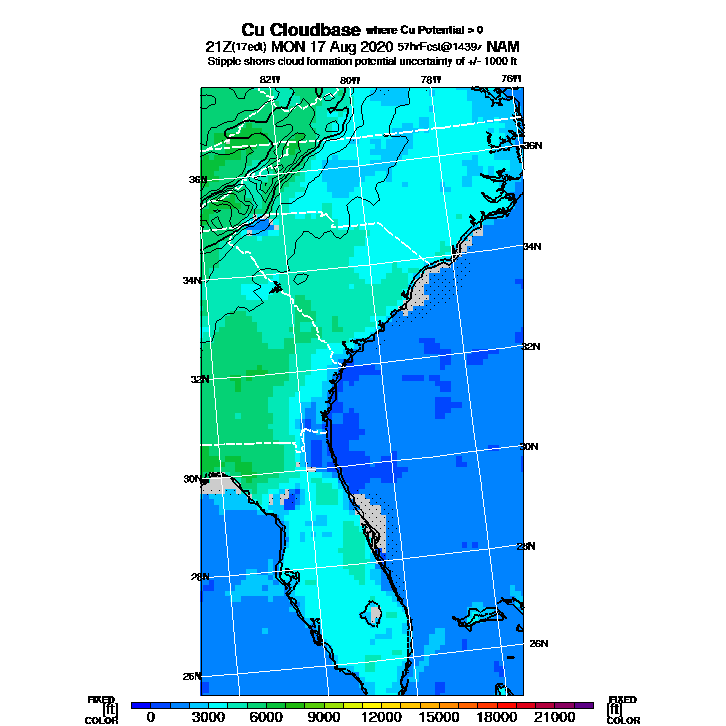 Cu Cloudbase where Cu Potential > 0
21Z(17edt) MON 17 Aug 2020 57hrFcst@1439z NAM
Stipple shows cloud formation potential uncertainty of +/- 1000 ft
82W 80W 78W 76W
36N
36N
34N
34N
32N
32N
30N
30N
28N
28N
26N
26N
FIXED FIXED
[ft] [ft]
COLOR COLOR
0 3000 6000 9000 12000 15000 18000 21000